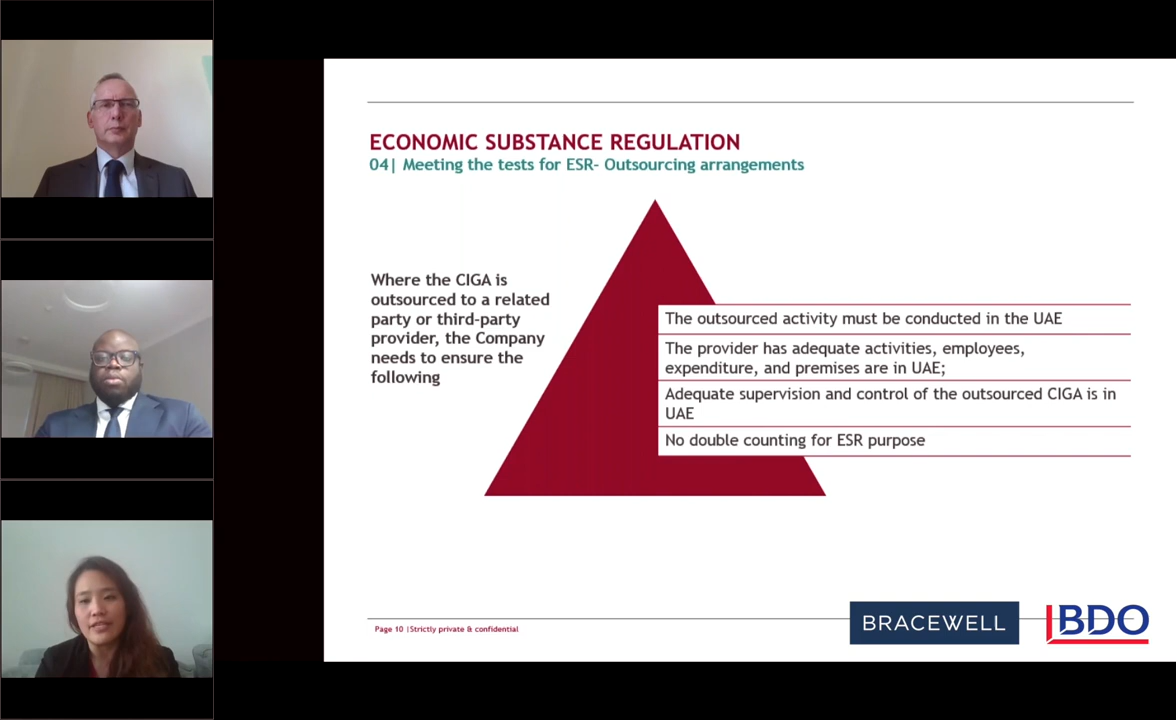 ECONOMIC SUBSTANCE REGULATION
04| Meeting the tests for ESR- Outsourcing arrangements
Where the CIGA is
outsourced to a related
party or third-party
provider, the Company
needs to ensure the
following
The outsourced activity must be conducted in the UAE
The provider has adequate activities, employees,
expenditure, and premises are in UAE;
Adequate supervision and control of the outsourced CIGA is in
UAE
No double counting for ESR purpose
Page 10 |Strictly private & confidential
BRACEWELL
BDO